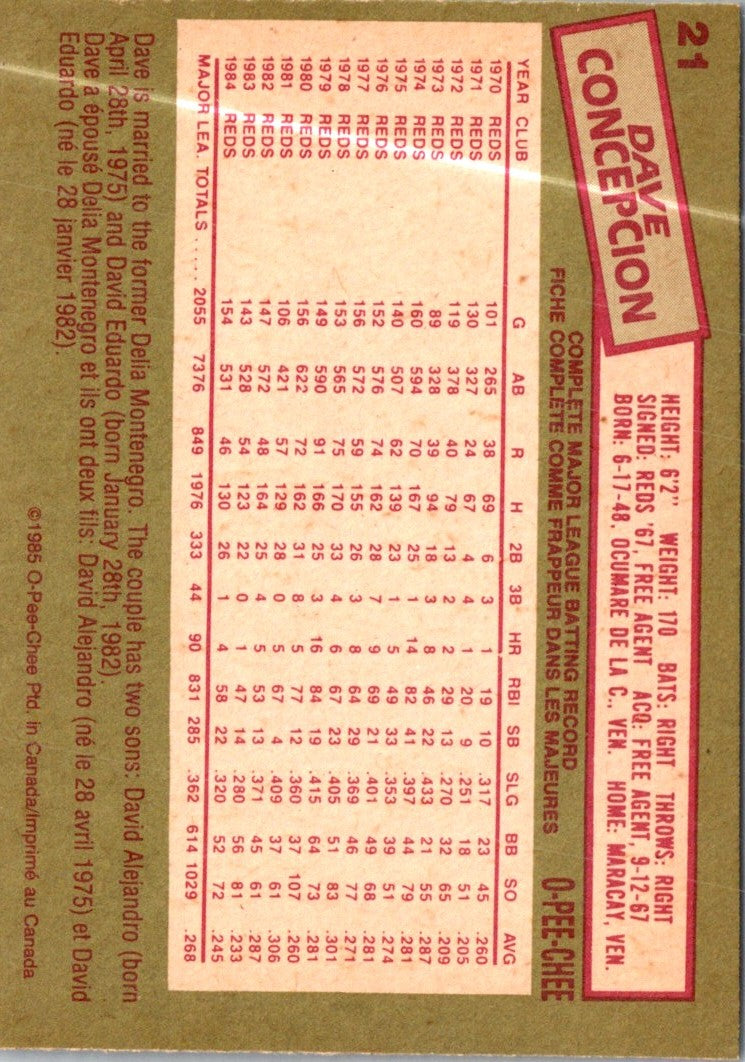 21
DAVE
CONCEPCION
HEIGHT: 6'2" WEIGHT: 170 BATS: RIGHT THROWS: RIGHT
SIGNED: REDS '67, FREE AGENT ACQ: FREE AGENT, 9-12-67
BORN: 6-17-48, OCUMARE DE LA C., VEN. HOME: MARACAY, VEN.
COMPLETE MAJOR LEAGUE BATTING RECORD
FICHE COMPLÈTE COMME FRAPPEUR DANS LES MAJEURES O-PEE-CHEE
YEAR CLUB G AB R H 2B 3B HR RBI SB SLG BB SO AVG
1970 REDS 101 265 38 69 6 3 1 19 10 .317 23 45 .260
1971 REDS 130 327 24 67 4 4 1 20 9 .251 18 51 .205
1972 REDS 119 378 40 79 13 2 2 29 13 .270 32 65 .209
1973 REDS 89 328 39 94 18 3 8 46 22 .433 21 55 .287
1974 REDS 160 594 70 167 25 1 14 82 41 .397 44 79 .281
1975 REDS 140 507 62 139 23 1 5 49 33 .353 39 51 .274
1976 REDS 152 576 74 162 28 7 9 69 21 .401 49 68 .281
1977 REDS 156 572 59 155 26 3 8 64 29 .369 46 77 .271
1978 REDS 153 565 75 170 33 4 6 67 23 .405 51 83 .301
1979 REDS 149 590 91 166 25 3 16 84 19 .415 64 73 .281
1980 REDS 156 622 72 162 31 8 5 77 12 .360 37 107 .260
1981 REDS 106 421 57 129 28 0 5 67 4 .409 37 61 .306
1982 REDS 147 572 48 164 25 4 5 53 13 .371 45 61 .287
1983 REDS 143 528 54 123 22 0 1 47 14 .280 56 81 .233
1984 REDS 154 531 46 130 26 1 4 58 22 .320 52 72 .245
MAJOR LEA. TOTALS ..... 2055 7376 849 1976 333 44 90 831 285 .362 614 1029 .268
Dave is married to the former Delia Montenegro. The couple has two sons: David Alejandro (born
April 28th, 1975) and David Eduardo (born January 28th, 1982).
Dave a épousé Delia Montenegro et ils ont deux fils: David Alejandro (né le 28 avril 1975) et David
Eduardo (né le 28 janvier 1982).
©1985 O-Pee-Chee Ptd. in Canada/Imprimé au Canada